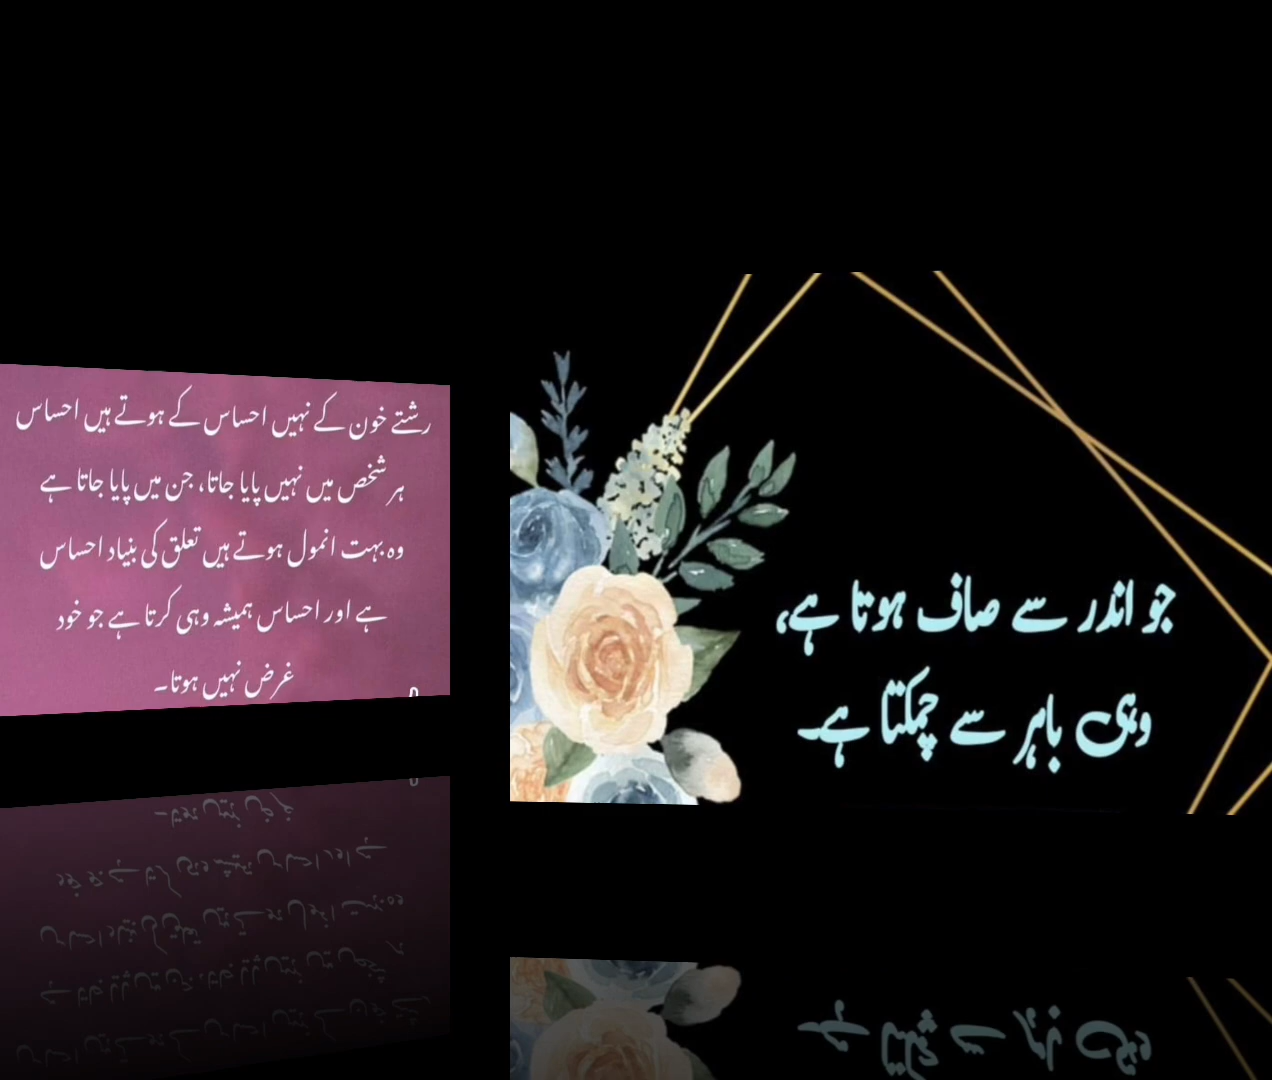 رشتے خون کے نہیں احساس کے ہوتے ہیں احساس
ہر شخص میں نہیں پایا جاتا، جن میں پایا جاتا ہے
وہ بہت انمول ہوتے ہیں تعلق کی بنیاد احساس
ہے اور احساس ہمیشہ وہی کرتا ہے جو خود
غرض نہیں ہوتا۔
جو اندر سے صاف ہوتا ہے،
وہی باہر سے چمکتا ہے۔